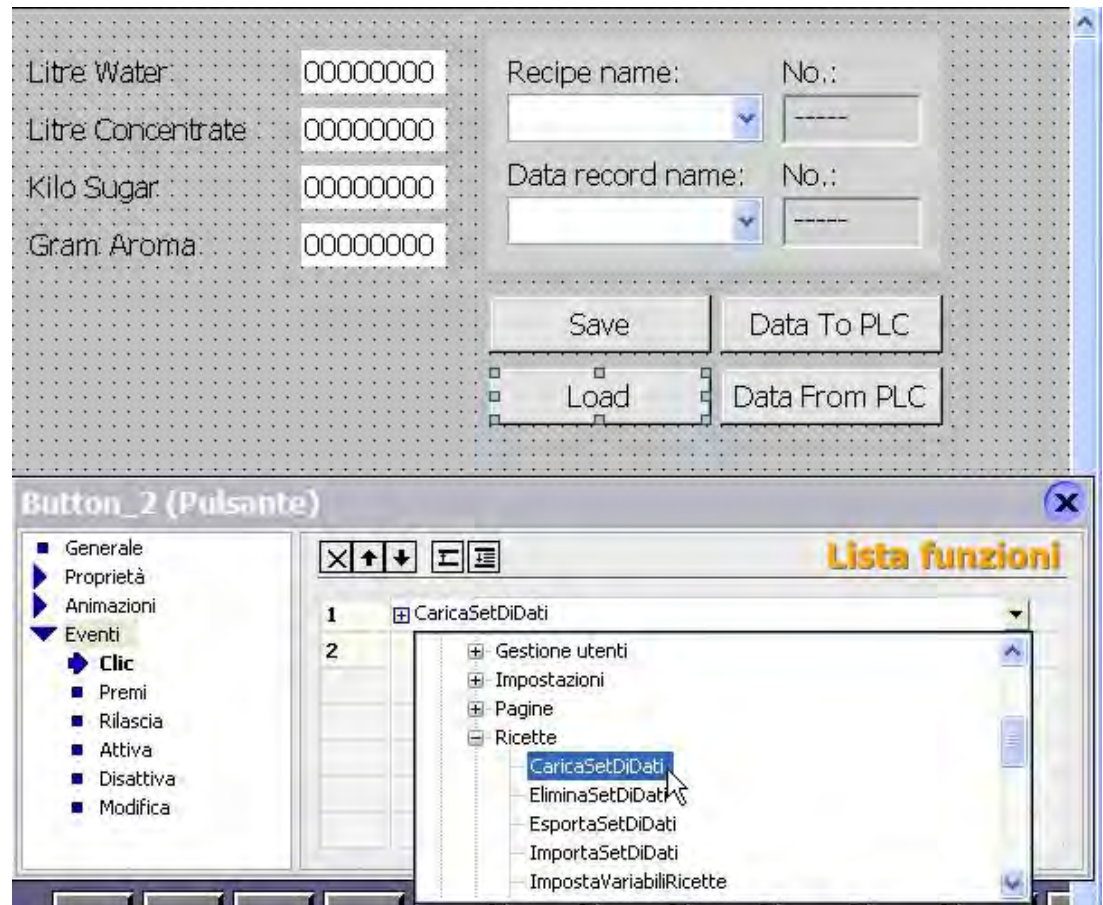 Litre Water: 00000000 Recipe name: No.:
-----
Litre Concentrate : 00000000
Kilo Sugar 00000000 Data record name: No.:
-----
Gram Aroma 00000000
Save Data To PLC
Load Data From PLC
Button_2 (Pulsante)
Generale
Proprietà
Animazioni
Eventi
Clic
Premi
Rilascia
Attiva
Disattiva
Modifica
Lista funzioni
1 CaricaSetDiDati
2
Gestione utenti
Impostazioni
Pagine
Ricette
CaricaSetDiDati
EliminaSetDiDati
EsportaSetDiDati
ImportaSetDiDati
ImpostaVariabiliRicette